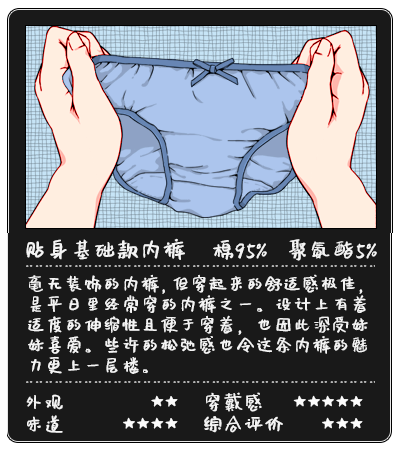 贴身基础款内裤 棉95% 聚氨酯5%
毫无装饰的内裤,但穿起来的舒适感极佳,
是平日里经常穿的内裤之一。设计上有着
适度的伸缩性且便于穿着,也因此深受妹
妹喜爱。些许的松弛感也令这条内裤的魅
力更上一层楼。
外观 ★★ 穿戴感 ★★★★★
味道 ★★★★ 综合评价 ★★★